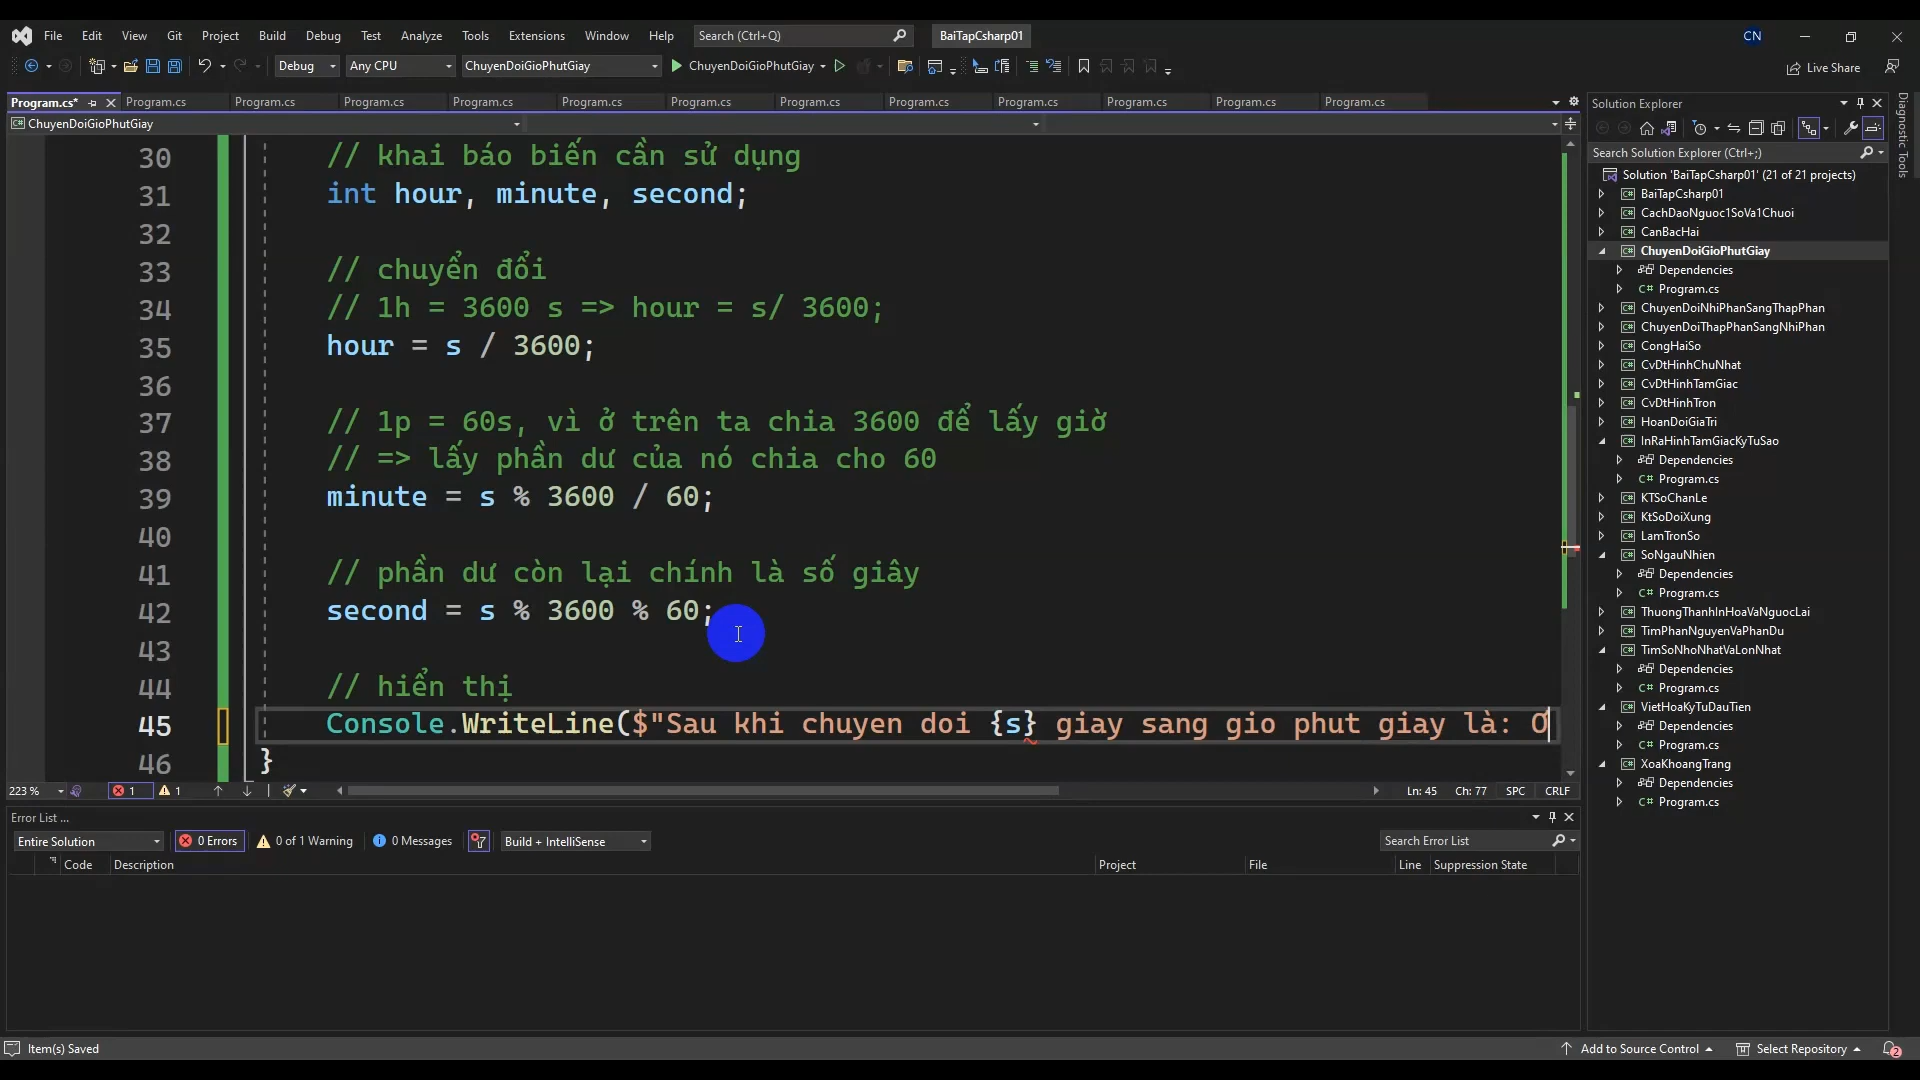 File Edit View Git Project Build Debug Test Analyze Tools Extensions Window Help Search (Ctrl+Q) BaiTapCsharp01 CN
Debug Any CPU ChuyenDoiGioPhutGiay ChuyenDoiGioPhutGiay Live Share
Program.cs* Program.cs Program.cs Program.cs Program.cs Program.cs Program.cs Program.cs Program.cs Program.cs Program.cs Program.cs Program.cs
ChuyenDoiGioPhutGiay
30 // khai báo biến cần sử dụng
31 int hour, minute, second;
32
33 // chuyển đổi
34 // 1h = 3600 s => hour = s/ 3600;
35 hour = s / 3600;
36
37 // 1p = 60s, vì ở trên ta chia 3600 để lấy giờ
38 // => lấy phần dư của nó chia cho 60
39 minute = s % 3600 / 60;
40
41 // phần dư còn lại chính là số giây
42 second = s % 3600 % 60;
43
44 // hiển thị
45 Console.WriteLine($"Sau khi chuyen doi {s} giay sang gio phut giay là: Ơ
46 }
223 % 1 1 Ln: 45 Ch: 77 SPC CRLF
Error List ...
Entire Solution 0 Errors 0 of 1 Warning 0 Messages Build + IntelliSense Search Error List
Code Description Project File Line Suppression State
Item(s) Saved Add to Source Control Select Repository 2
Solution Explorer
Search Solution Explorer (Ctrl+;)
Solution 'BaiTapCsharp01' (21 of 21 projects)
C# BaiTapCsharp01
C# CachDaoNguoc1SoVa1Chuoi
C# CanBacHai
C# ChuyenDoiGioPhutGiay
Dependencies
C# Program.cs
C# ChuyenDoiNhiPhanSangThapPhan
C# ChuyenDoiThapPhanSangNhiPhan
C# CongHaiSo
C# CvDtHinhChuNhat
C# CvDtHinhTamGiac
C# CvDtHinhTron
C# HoanDoiGiaTri
C# InRaHinhTamGiacKyTuSao
Dependencies
C# Program.cs
C# KTSoChanLe
C# KtSoDoiXung
C# LamTronSo
C# SoNgauNhien
Dependencies
C# Program.cs
C# ThuongThanhInHoaVaNguocLai
C# TimPhanNguyenVaPhanDu
C# TimSoNhoNhatVaLonNhat
Dependencies
C# Program.cs
C# VietHoaKyTuDauTien
Dependencies
C# Program.cs
C# XoaKhoangTrang
Dependencies
C# Program.cs
Diagnostic Tools